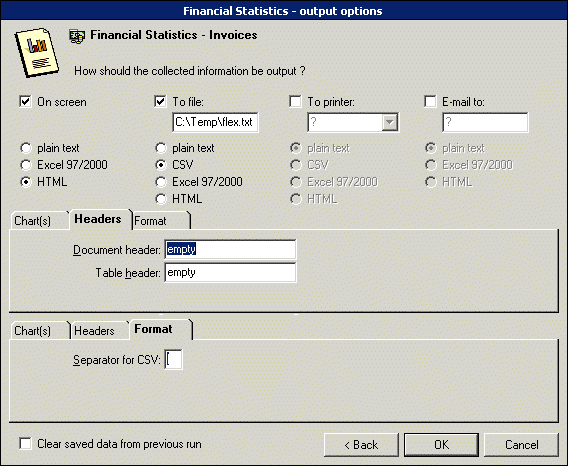 Financial Statistics - output options
Financial Statistics - Invoices
How should the collected information be output ?
On screen To file: To printer: E-mail to:
C:\Temp\flex.txt ? ?
plain text plain text plain text plain text
Excel 97/2000 CSV CSV Excel 97/2000
HTML Excel 97/2000 Excel 97/2000 HTML
HTML HTML
Chart(s) Headers Format
Document header: empty
Table header: empty
Chart(s) Headers Format
Separator for CSV:
Clear saved data from previous run < Back OK Cancel